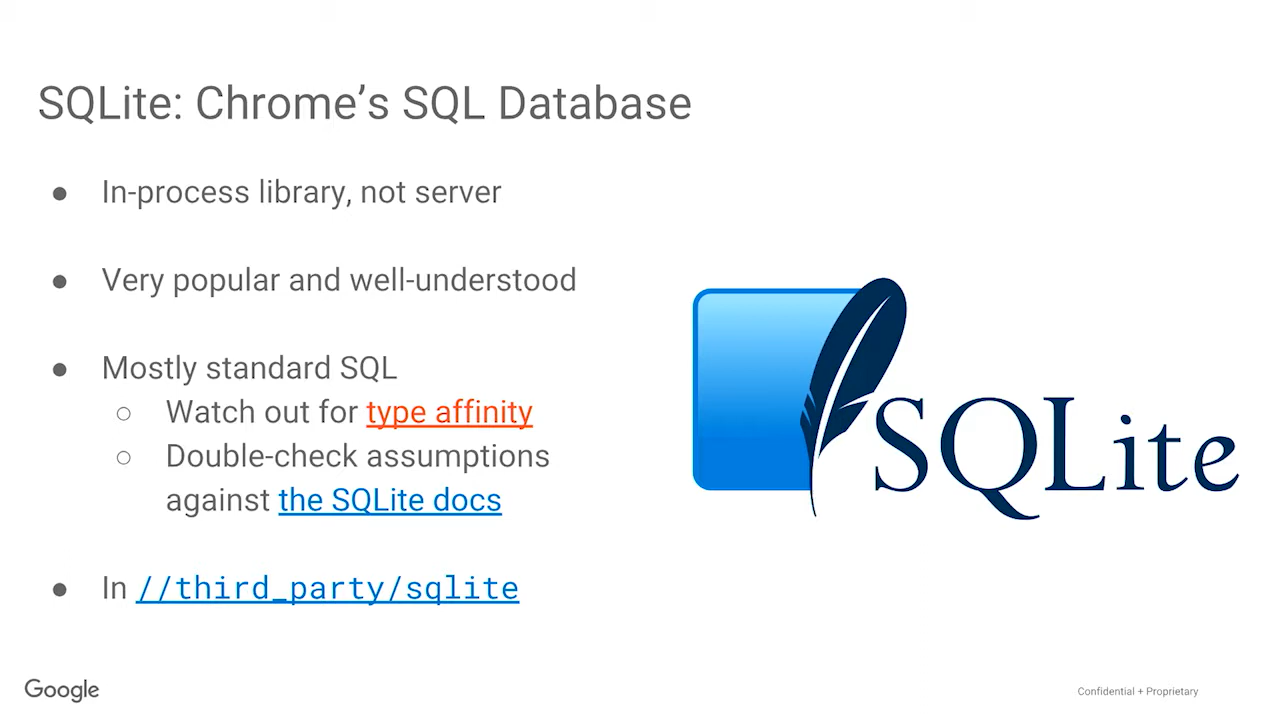 SQLite: Chrome’s SQL Database
● In-process library, not server
● Very popular and well-understood
● Mostly standard SQL
○ Watch out for type affinity
○ Double-check assumptions
against the SQLite docs
● In //third_party/sqlite
SQLite
Google
Confidential + Proprietary